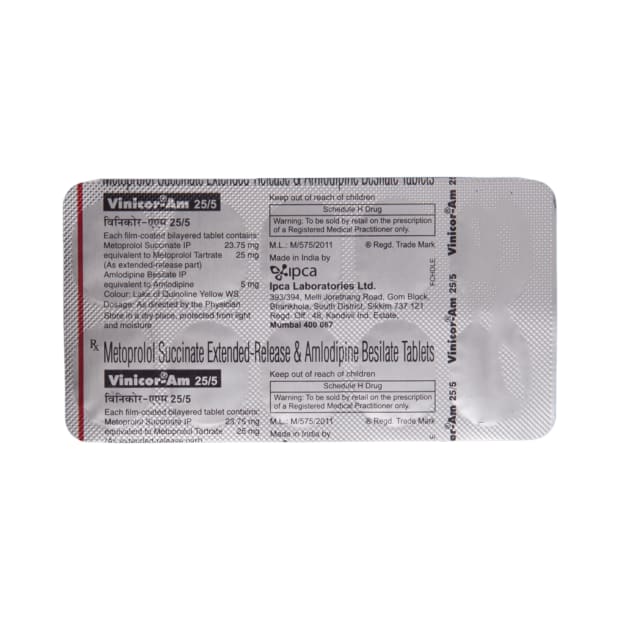 Metoprolol Succinate Extended-Release & Amlodipine Besilate Tablets
Vinicor®-Am 25/5
विनिकोर-एएम 25/5
Each film-coated bilayered tablet contains:
Metoprolol Succinate IP 23.75 mg
equivalent to Metoprolol Tartrate 25 mg
(As extended-release part)
Amlodipine Besilate IP
equivalent to Amlodipine 5 mg
Colour: Lake of Quinoline Yellow WS
Dosage: As directed by the Physician
Store in a dry place, protected from light
and moisture
Keep out of reach of children
Schedule H Drug
Warning: To be sold by retail on the prescription
of a Registered Medical Practitioner only.
M.L.: M/575/2011 ® Regd. Trade Mark
Made in India by
ipca
Ipca Laboratories Ltd.
393/394, Melli Jorethang Road, Gom Block,
Bharikhola, South District, Sikkim 737 121
Regd. Off.: 48, Kandivli Ind. Estate,
Mumbai 400 067
FCHOLE
Vinicor®-Am 25/5
Vinicor®-Am 25/5
Rx Metoprolol Succinate Extended-Release & Amlodipine Besilate Tablets
Vinicor®-Am 25/5
विनिकोर-एएम 25/5
Each film-coated bilayered tablet contains:
Metoprolol Succinate IP 23.75 mg
equivalent to Metoprolol Tartrate 25 mg
(As extended-release part)
Keep out of reach of children
Schedule H Drug
Warning: To be sold by retail on the prescription
of a Registered Medical Practitioner only.
M.L.: M/575/2011 ® Regd. Trade Mark
Made in India by